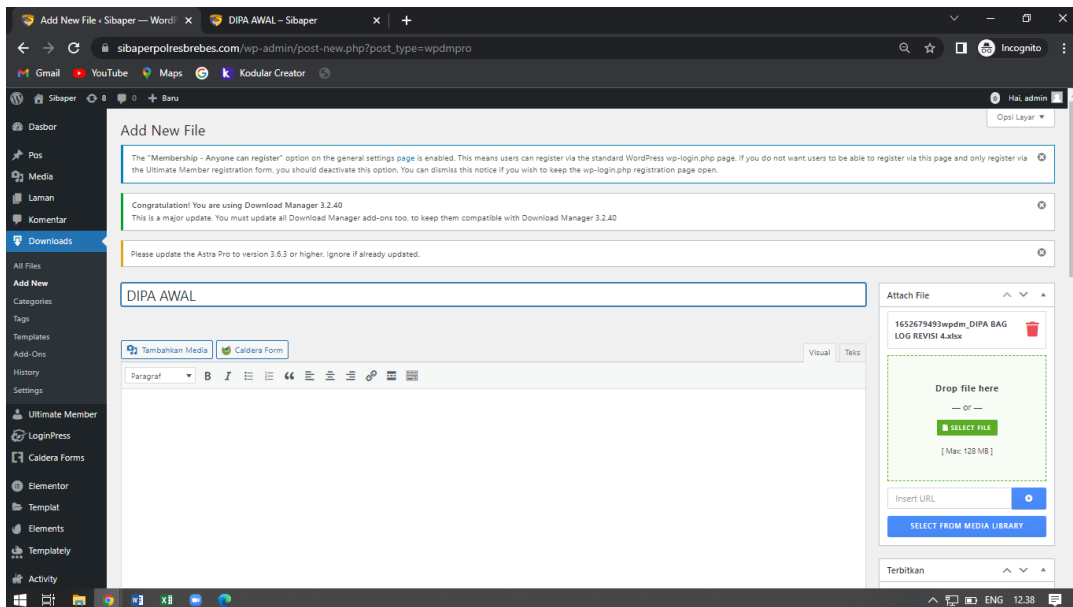 Add New File ‹ Sibaper — WordP
DIPA AWAL – Sibaper
sibaperpolresbrebes.com/wp-admin/post-new.php?post_type=wpdmpro
Incognito
Gmail
YouTube
Maps
Kodular Creator
Sibaper
8
0
Baru
0
Hai, admin
Dasbor
Pos
Media
Laman
Komentar
Downloads
All Files
Add New
Categories
Tags
Templates
Add-Ons
History
Settings
Ultimate Member
LoginPress
Caldera Forms
Elementor
Templat
Elements
Templately
Activity
Opsi Layar
Add New File
The "Membership - Anyone can register" option on the general settings page is enabled. This means users can register via the standard WordPress wp-login.php page. If you do not want users to be able to register via this page and only register via
the Ultimate Member registration form, you should deactivate this option. You can dismiss this notice if you wish to keep the wp-login.php registration page open.
Congratulation! You are using Download Manager 3.2.40
This is a major update. You must update all Download Manager add-ons too, to keep them compatible with Download Manager 3.2.40
Please update the Astra Pro to version 3.6.3 or higher. Ignore if already updated.
DIPA AWAL
Tambahkan Media
Caldera Form
Visual
Teks
Paragraf
B
I
Attach File
1652679493wpdm_DIPA BAG
LOG REVISI 4.xlsx
Drop file here
— or —
SELECT FILE
[ Max: 128 MB ]
Insert URL
SELECT FROM MEDIA LIBRARY
Terbitkan
ENG
12.38